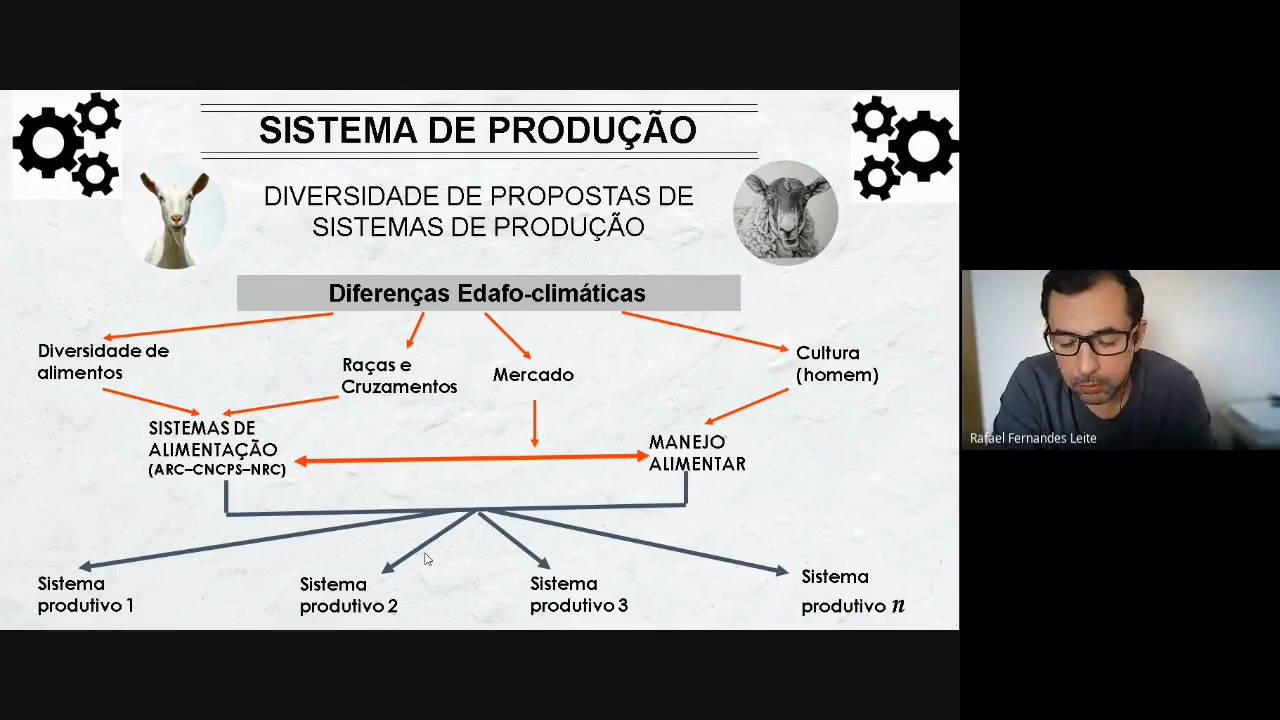 SISTEMA DE PRODUÇÃO
DIVERSIDADE DE PROPOSTAS DE
SISTEMAS DE PRODUÇÃO
Diferenças Edafo-climáticas
Diversidade de
alimentos
Raças e
Cruzamentos
Mercado
Cultura
(homem)
SISTEMAS DE
ALIMENTAÇÃO
(ARC–CNCPS–NRC)
MANEJO
ALIMENTAR
Sistema
produtivo 1
Sistema
produtivo 2
Sistema
produtivo 3
Sistema
produtivo n
Rafael Fernandes Leite